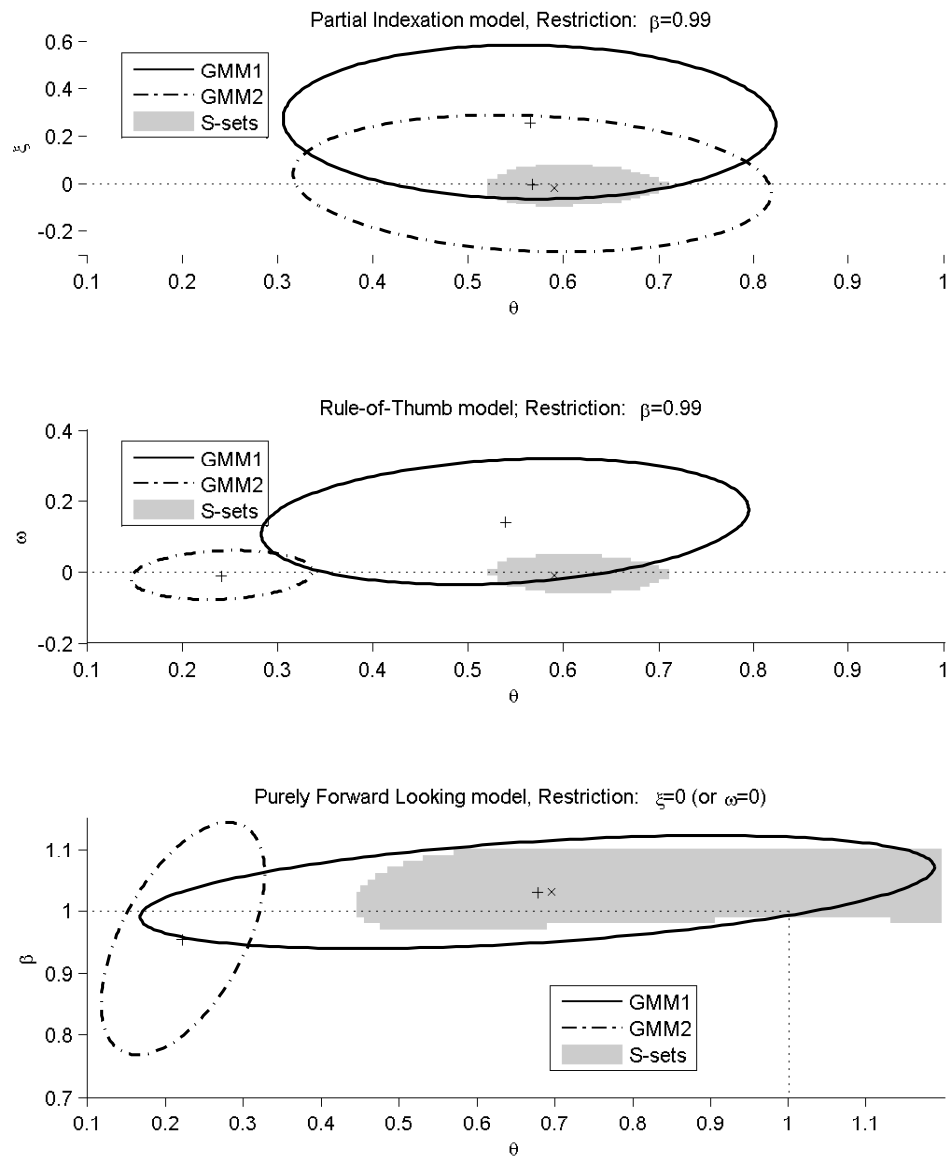 Partial Indexation model, Restriction: β=0.99
0.6
0.4
0.2
0
-0.2
ξ
GMM1
GMM2
S-sets
0.1 0.2 0.3 0.4 0.5 0.6 0.7 0.8 0.9 1
θ
Rule-of-Thumb model; Restriction: β=0.99
0.4
0.2
0
-0.2
ω
GMM1
GMM2
S-sets
0.1 0.2 0.3 0.4 0.5 0.6 0.7 0.8 0.9 1
θ
Purely Forward Looking model, Restriction: ξ=0 (or ω=0)
1.1
1
0.9
0.8
0.7
β
GMM1
GMM2
S-sets
0.1 0.2 0.3 0.4 0.5 0.6 0.7 0.8 0.9 1 1.1
θ